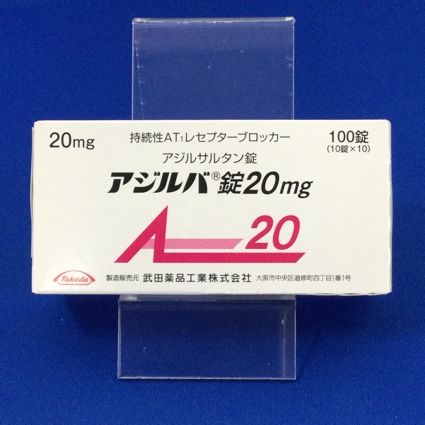 20mg
持続性AT₁レセプターブロッカー
100錠
(10錠×10)
アジルサルタン錠
アジルバ®錠20mg
A 20
Takeda
製造販売元 武田薬品工業株式会社 大阪市中央区道修町四丁目1番1号